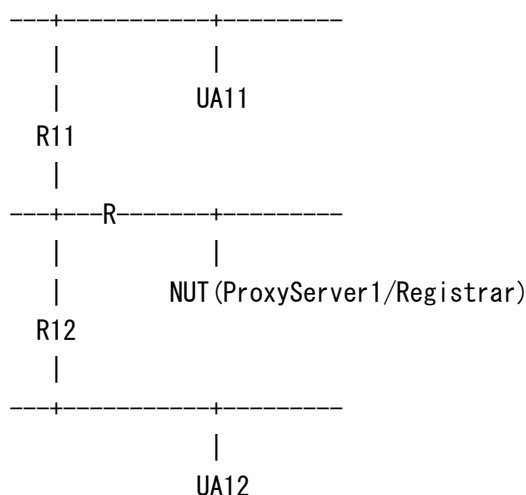 ---+-----------+---------
|           |
|         UA11
R11
|
---+---R-------+---------
|           |
|       NUT(ProxyServer1/Registrar)
R12
|
---+-----------+---------
|
UA12